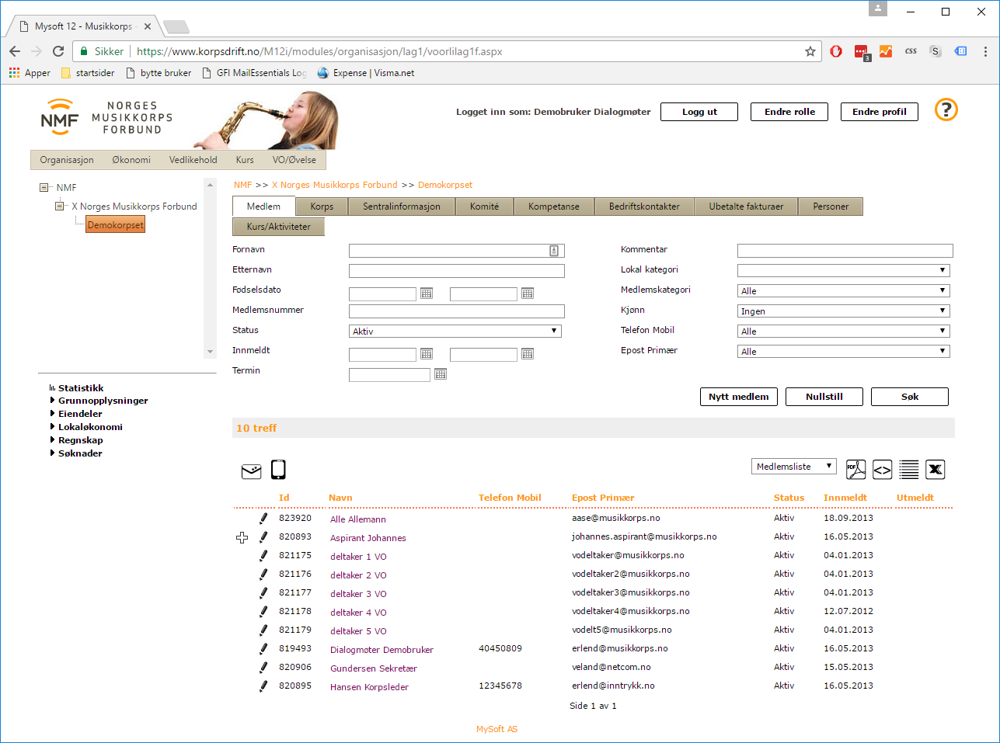 Mysoft 12 - Musikkorps -
Sikker https://www.korpsdrift.no/M12i/modules/organisasjon/lag1/voorlilag1f.aspx
3 css S
Apper startsider bytte bruker GFI MailEssentials Log Expense | Visma.net
NMF NORGES MUSIKKORPS FORBUND
Logget inn som: Demobruker Dialogmøter Logg ut Endre rolle Endre profil ?
Organisasjon Økonomi Vedlikehold Kurs VO/Øvelse
NMF
X Norges Musikkorps Forbund
Demokorpset
Statistikk
Grunnopplysninger
Eiendeler
Lokaløkonomi
Regnskap
Søknader
NMF >> X Norges Musikkorps Forbund >> Demokorpset
Medlem Korps Sentralinformasjon Komité Kompetanse Bedriftskontakter Ubetalte fakturaer Personer
Kurs/Aktiviteter
Fornavn Kommentar
Etternavn Lokal kategori
Fødselsdato Medlemskategori Alle
Medlemsnummer Kjønn Ingen
Status Aktiv Telefon Mobil Alle
Innmeldt Epost Primær Alle
Termin
Nytt medlem Nullstill Søk
10 treff
Medlemsliste PDF <> X
Id Navn Telefon Mobil Epost Primær Status Innmeldt Utmeldt
823920 Alle Allemann aase@musikkorps.no Aktiv 18.09.2013
820893 Aspirant Johannes johannes.aspirant@musikkorps.no Aktiv 16.05.2013
821175 deltaker 1 VO vodeltaker@musikkorps.no Aktiv 04.01.2013
821176 deltaker 2 VO vodeltaker2@musikkorps.no Aktiv 04.01.2013
821177 deltaker 3 VO vodeltaker3@musikkorps.no Aktiv 04.01.2013
821178 deltaker 4 VO vodeltaker4@musikkorps.no Aktiv 12.07.2012
821179 deltaker 5 VO vodelt5@musikkorps.no Aktiv 04.01.2013
819493 Dialogmøter Demobruker 40450809 erlend@musikkorps.no Aktiv 16.05.2013
820906 Gundersen Sekretær veland@netcom.no Aktiv 15.05.2013
820895 Hansen Korpsleder 12345678 erlend@inntrykk.no Aktiv 16.05.2013
Side 1 av 1
MySoft AS